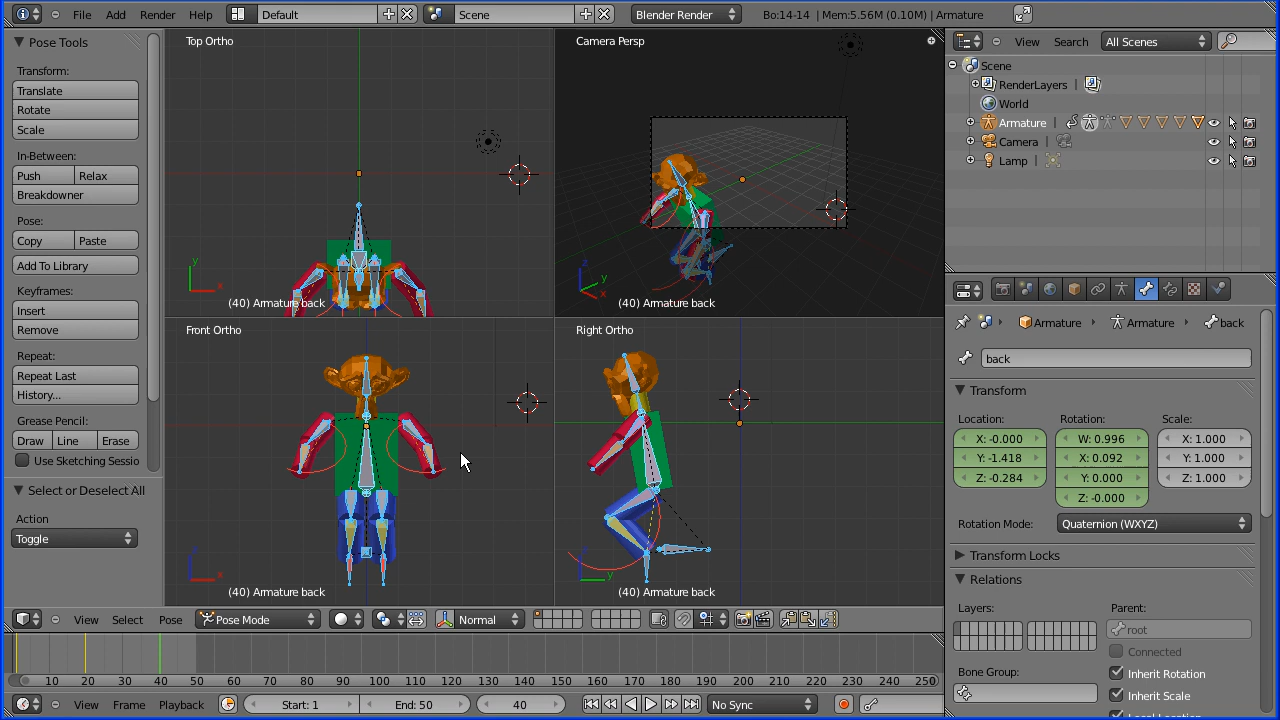 File Add Render Help Default Scene Blender Render Bo:14-14 | Mem:5.56M (0.10M) | Armature
Pose Tools
Transform:
Translate
Rotate
Scale
In-Between:
Push Relax
Breakdowner
Pose:
Copy Paste
Add To Library
Keyframes:
Insert
Remove
Repeat:
Repeat Last
History...
Grease Pencil:
Draw Line Erase
Use Sketching Sessio
Select or Deselect All
Action
Toggle
Top Ortho
y
x
(40) Armature back
Camera Persp
z
y
x
(40) Armature back
Front Ortho
x
(40) Armature back
Right Ortho
y
(40) Armature back
View Select Pose Pose Mode Normal
0 10 20 30 40 50 60 70 80 90 100 110 120 130 140 150 160 170 180 190 200 210 220 230 240 250
View Frame Playback Start: 1 End: 50 40 No Sync
View Search All Scenes
Scene
RenderLayers |
World
Armature |
Camera |
Lamp |
Armature Armature back
back
Transform
Location: Rotation: Scale:
X: -0.000 W: 0.996 X: 1.000
Y: -1.418 X: 0.092 Y: 1.000
Z: -0.284 Y: 0.000 Z: 1.000
Z: -0.000
Rotation Mode: Quaternion (WXYZ)
Transform Locks
Relations
Layers: Parent:
root
Connected
Bone Group: Inherit Rotation
Inherit Scale
Local Location